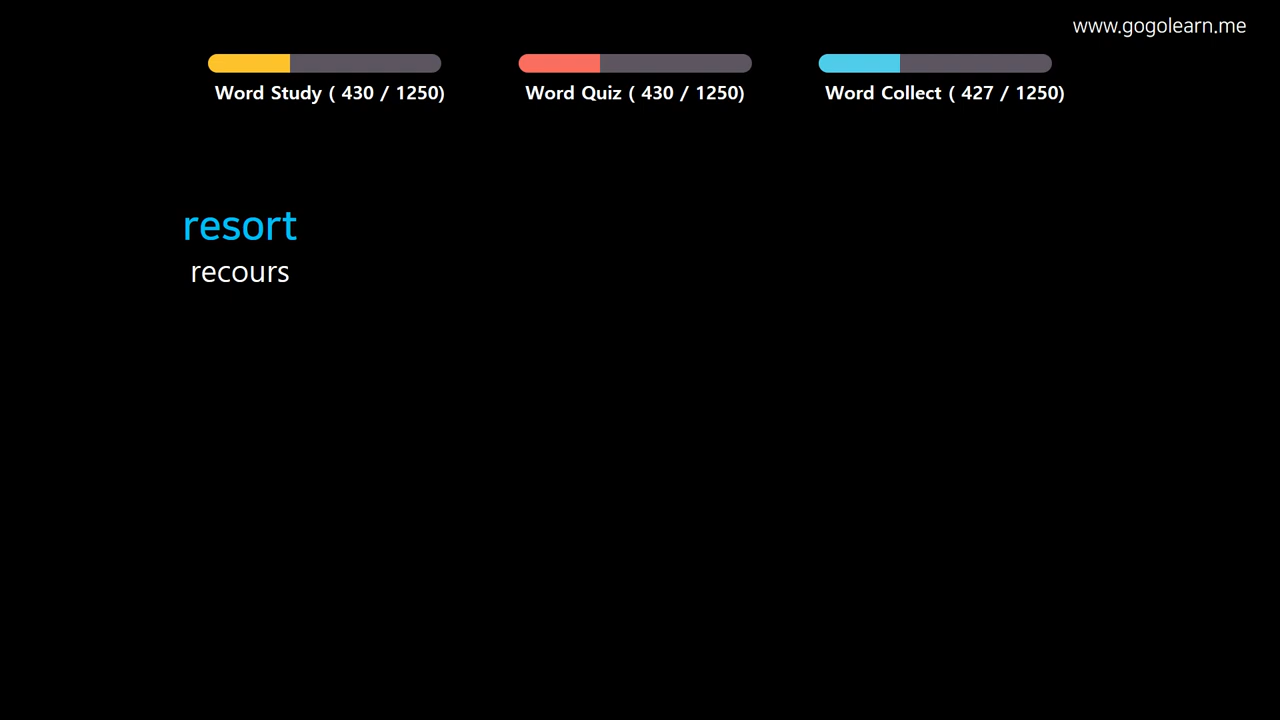 www.gogolearn.me
Word Study ( 430 / 1250)
Word Quiz ( 430 / 1250)
Word Collect ( 427 / 1250)
resort
recours